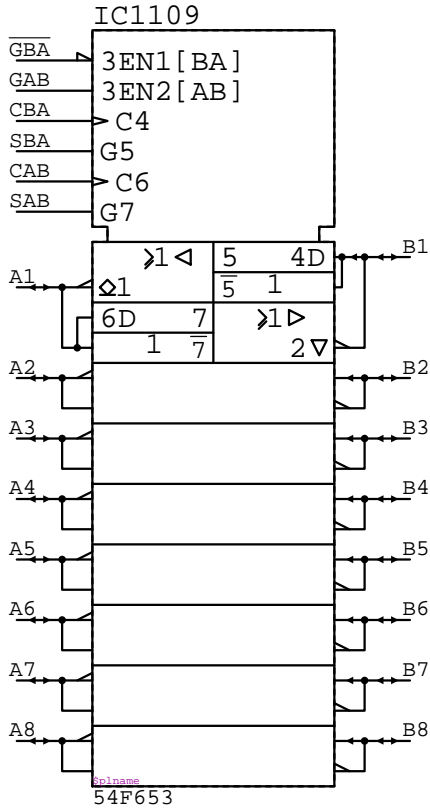 IC1109
G̅B̅A̅ 3EN1[BA]
GAB 3EN2[AB]
CBA C4
SBA G5
CAB C6
SAB G7
A1 ≥1 ◁ 5 4D B1
◇1 5̅ 1
6D 7 ≥1 ▷
1 7̅ 2 ▽
A2 B2
A3 B3
A4 B4
A5 B5
A6 B6
A7 B7
A8 B8
$plname
54F653